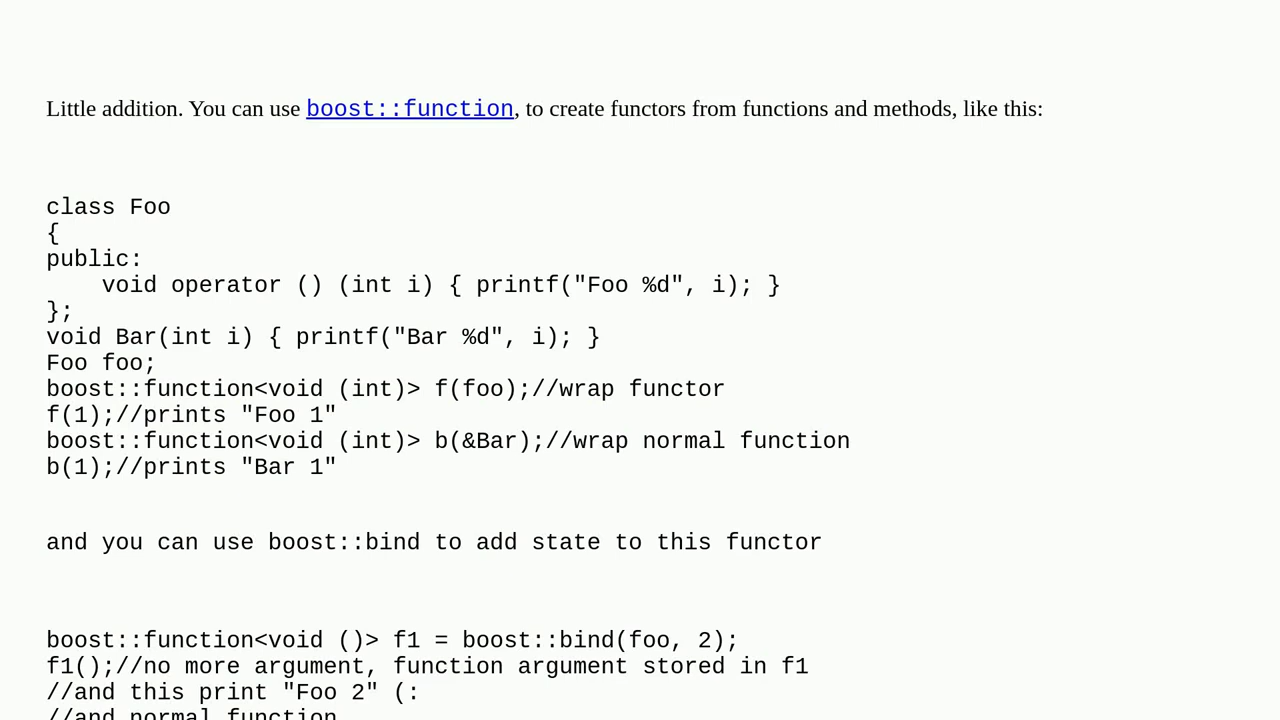 Little addition. You can use boost::function, to create functors from functions and methods, like this:
class Foo
{
public:
    void operator () (int i) { printf("Foo %d", i); }
};
void Bar(int i) { printf("Bar %d", i); }
Foo foo;
boost::function<void (int)> f(foo);//wrap functor
f(1);//prints "Foo 1"
boost::function<void (int)> b(&Bar);//wrap normal function
b(1);//prints "Bar 1"
and you can use boost::bind to add state to this functor
boost::function<void ()> f1 = boost::bind(foo, 2);
f1();//no more argument, function argument stored in f1
//and this print "Foo 2" (:
//and normal function